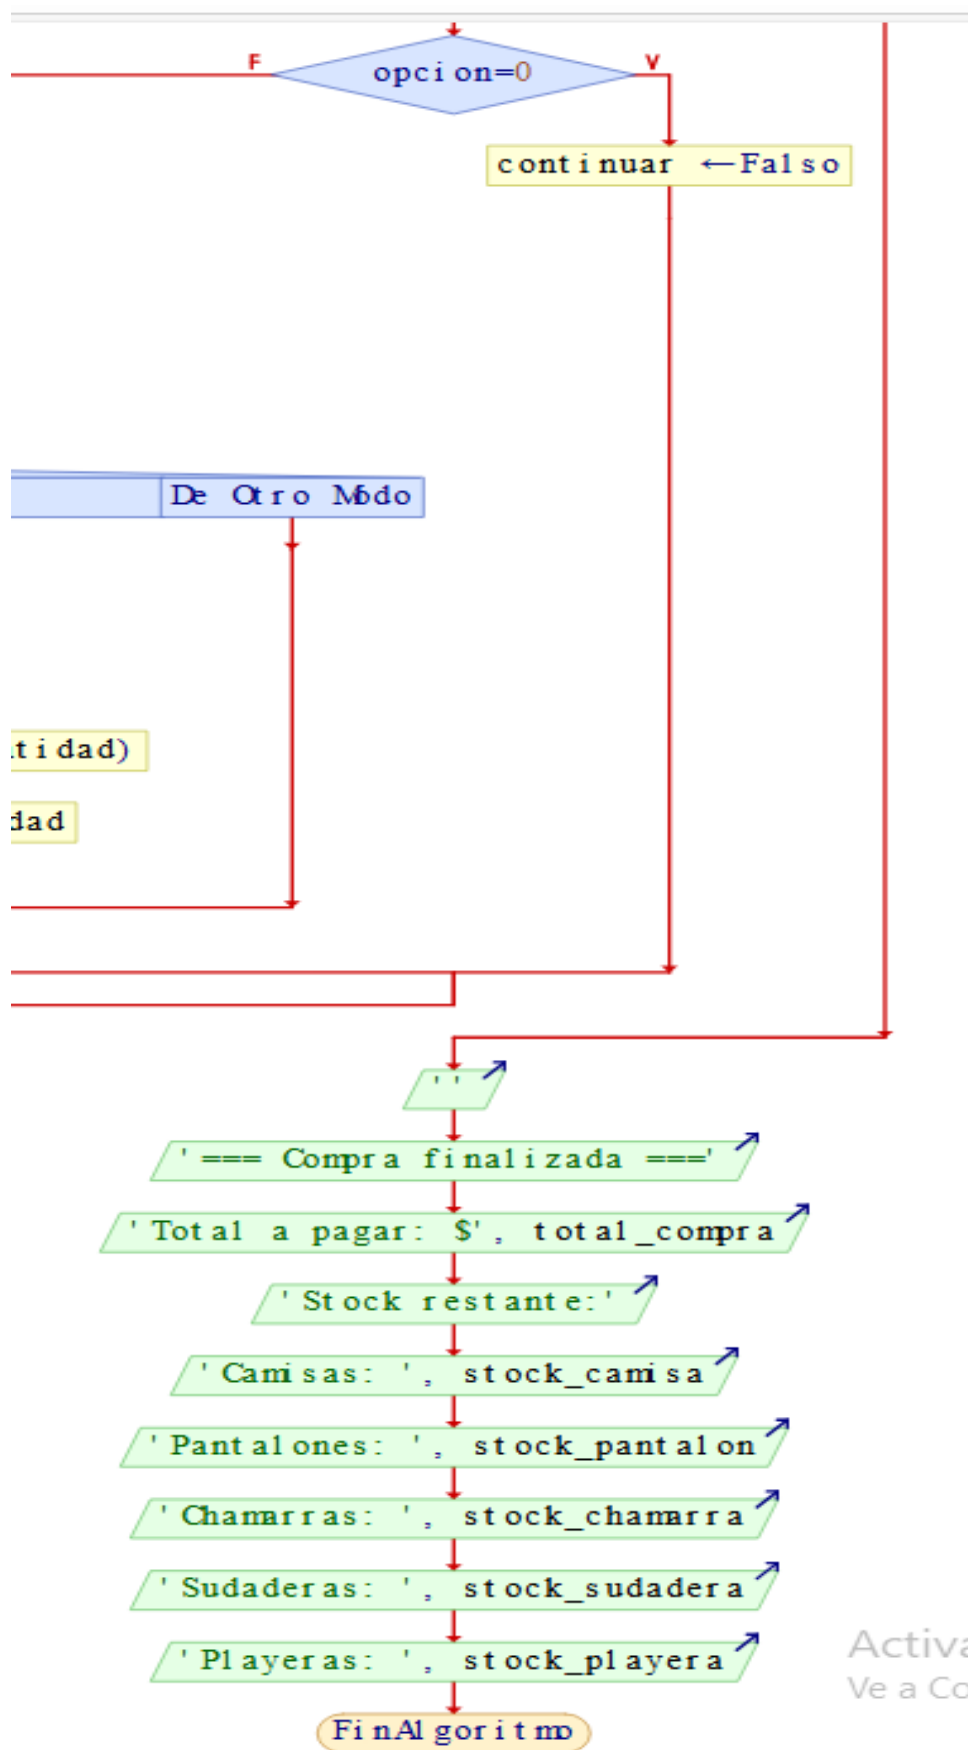 F
opcion=0
V
continuar ←Falso
De Otro Modo
tidad)
dad
' '
' === Compra finalizada ==='
' Total a pagar: $', total_compra
' Stock restante:'
' Camisas: ', stock_camisa
' Pantalones: ', stock_pantalon
' Chamarras: ', stock_chamarra
' Sudaderas: ', stock_sudadera
' Playeras: ', stock_playera
Activa
Ve a Co
FinAlgoritmo